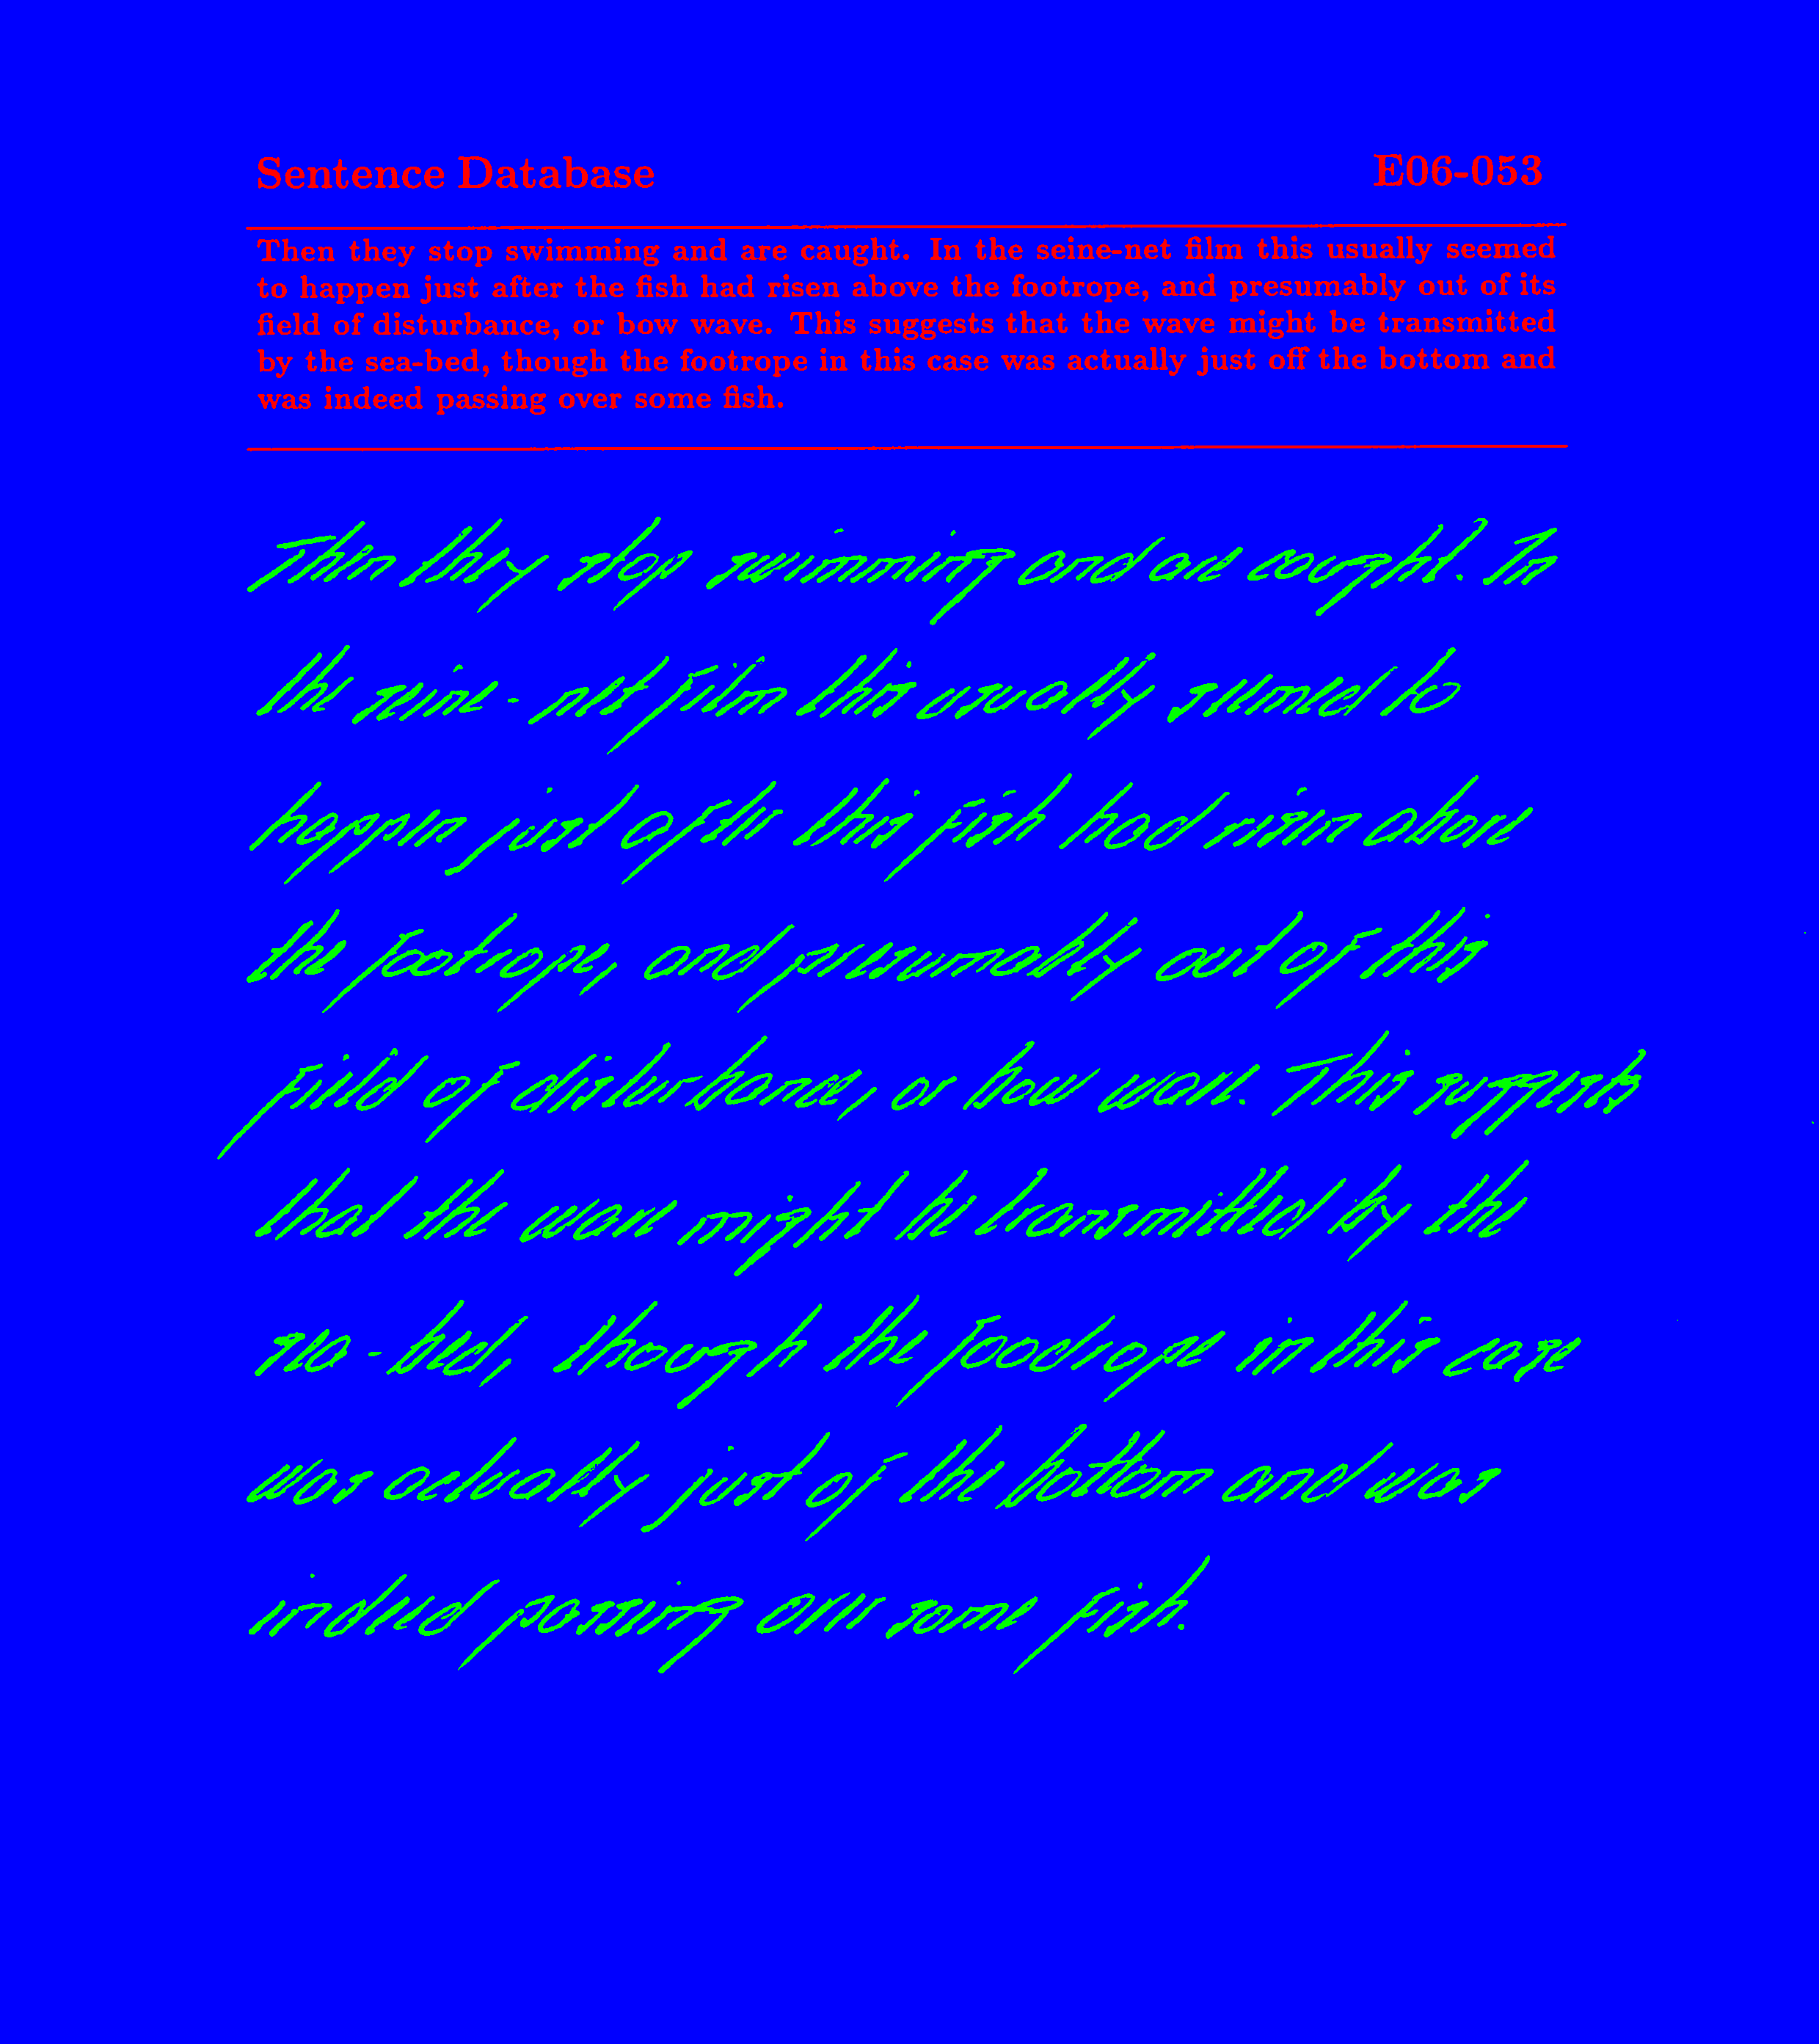 Sentence Database E06-053
Then they stop swimming and are caught. In the seine-net film this usually seemed
to happen just after the fish had risen above the footrope, and presumably out of its
field of disturbance, or bow wave. This suggests that the wave might be transmitted
by the sea-bed, though the footrope in this case was actually just off the bottom and
was indeed passing over some fish.
Then they stop swimming and are caught. In
the seine-net film this usually seemed to
happen just after this fish had risen above
the footrope, and presumably out of this
field of disturbance, or bow wave. This suggests
that the wave might be transmitted by the
sea-bed, though the footrope in this case
was actually just of the bottom and was
indeed passing over some fish.